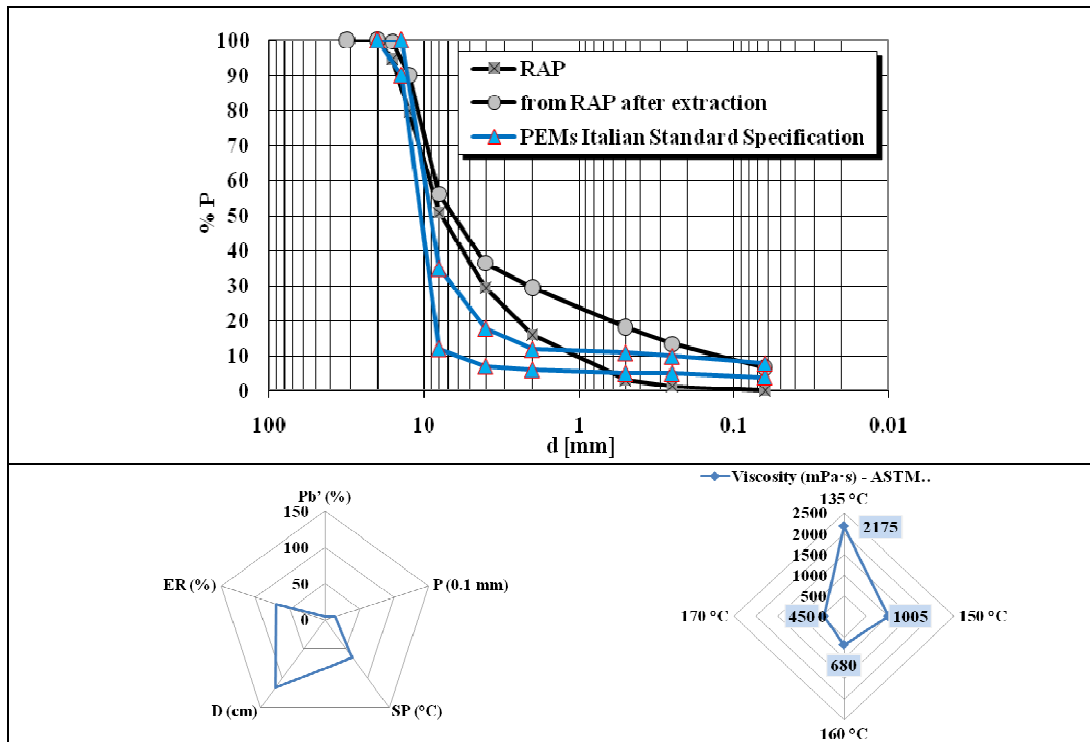 100
90
80
70
60
50
40
30
20
10
0
% P
RAP
from RAP after extraction
PEMs Italian Standard Specification
100
10
1
0.1
0.01
d [mm]
Pb’ (%)
150
100
50
0
ER (%)
P (0.1 mm)
D (cm)
SP (°C)
Viscosity (mPa·s) - ASTM..
135 °C
2500
2000
1500
1000
500
0
2175
170 °C
450
1005
150 °C
680
160 °C